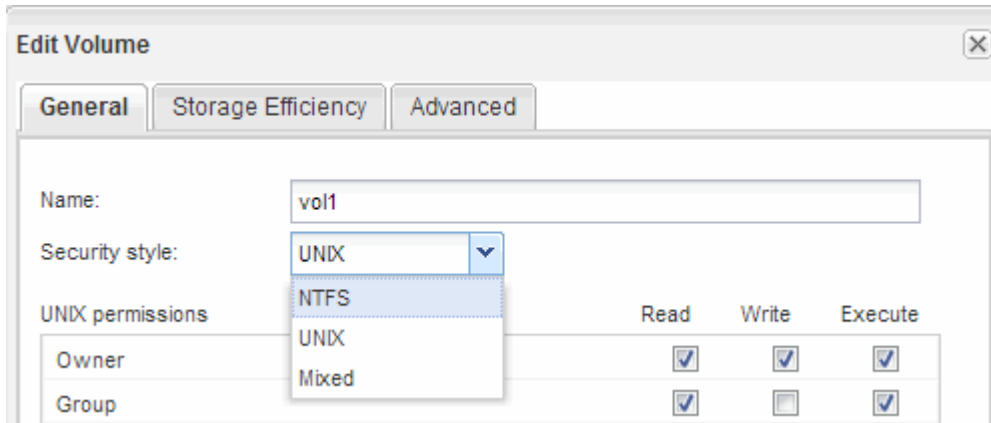 Edit Volume
General Storage Efficiency Advanced
Name: vol1
Security style: UNIX
NTFS
UNIX permissions Read Write Execute
UNIX
Owner
Mixed
Group